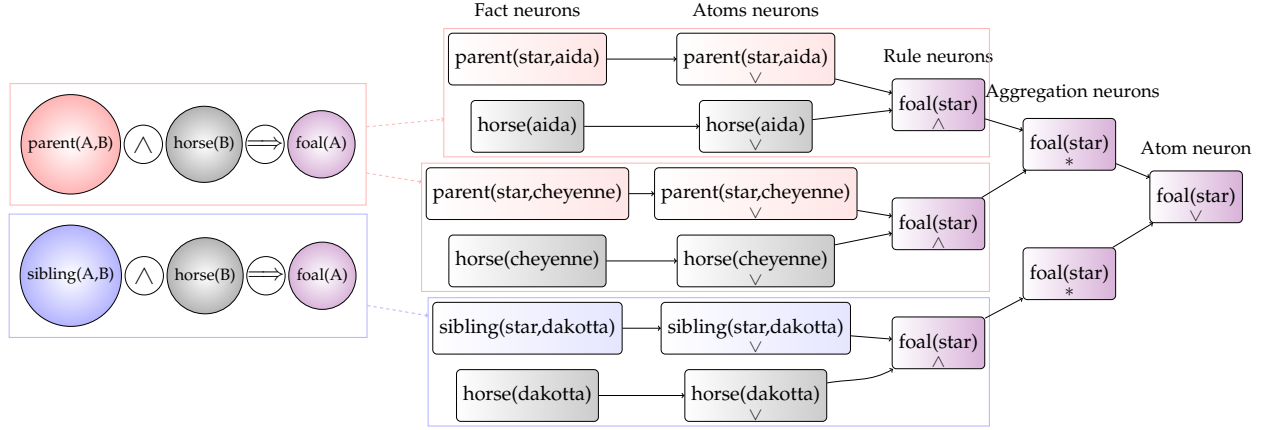 Fact neurons
Atoms neurons
Rule neurons
Aggregation neurons
Atom neuron
parent(A,B) ∧ horse(B) ⟹ foal(A)
sibling(A,B) ∧ horse(B) ⟹ foal(A)
parent(star,aida)
parent(star,aida)
∨
horse(aida)
horse(aida)
∨
foal(star)
∧
parent(star,cheyenne)
parent(star,cheyenne)
∨
horse(cheyenne)
horse(cheyenne)
∨
foal(star)
∧
sibling(star,dakotta)
sibling(star,dakotta)
∨
horse(dakotta)
horse(dakotta)
∨
foal(star)
∧
foal(star)
*
foal(star)
*
foal(star)
∨